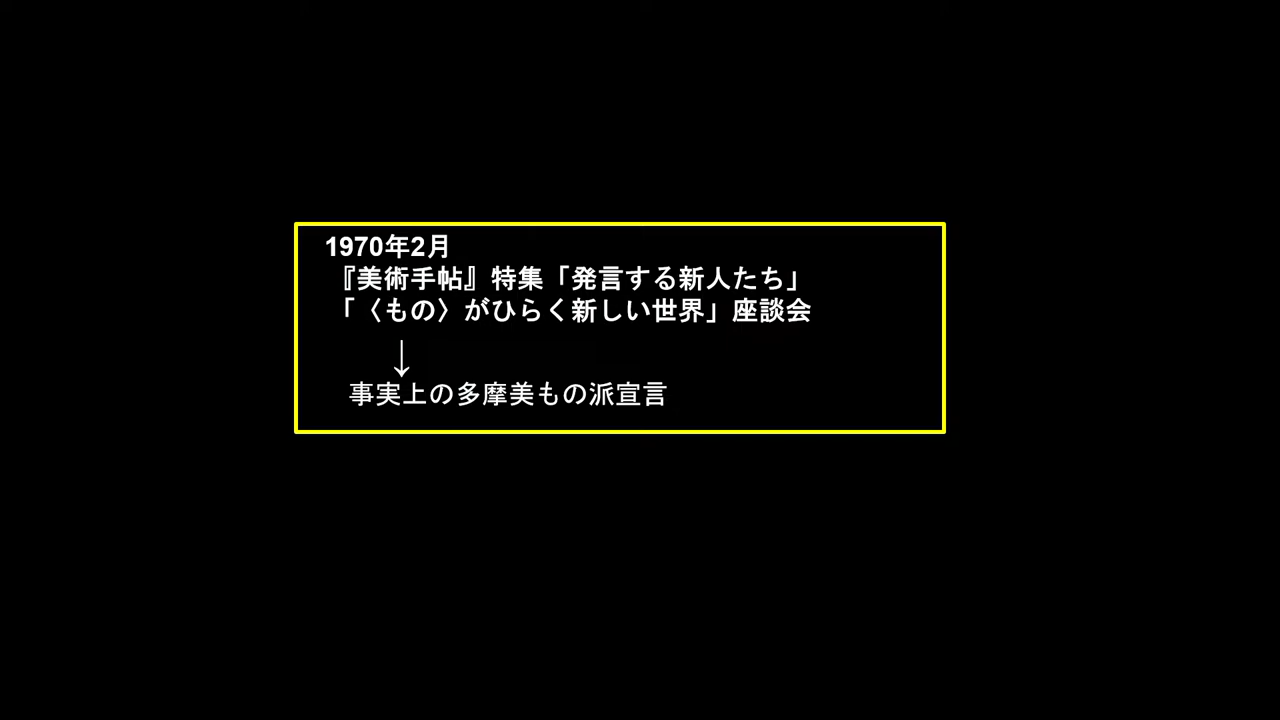 1970年2月
『美術手帖』特集「発言する新人たち」
「〈もの〉がひらく新しい世界」座談会
↓
事実上の多摩美もの派宣言